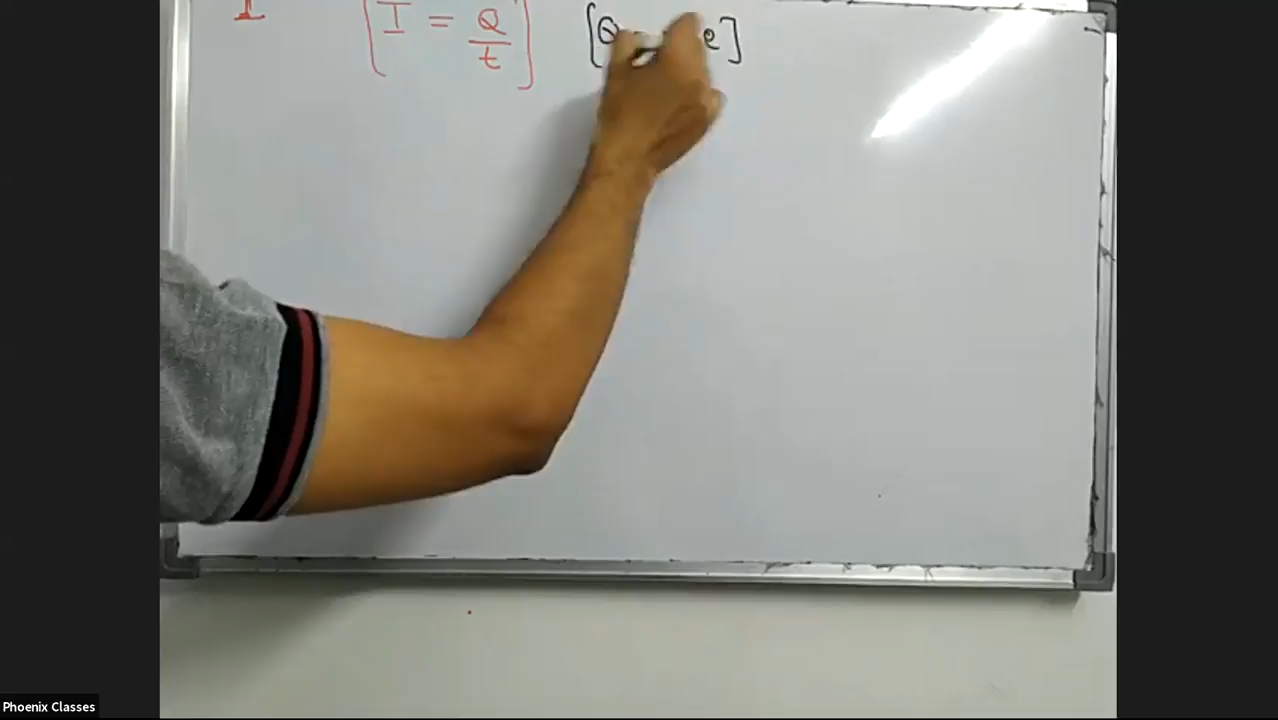 I [I = Q/t] [Q e]
Phoenix Classes